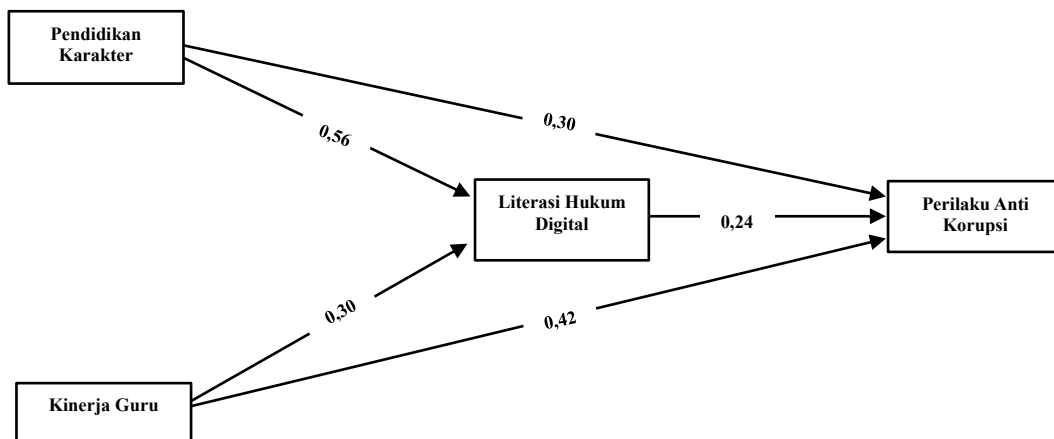 Pendidikan
Karakter
0,30
0,56
Literasi Hukum
Digital
0,24
Perilaku Anti
Korupsi
0,30
0,42
Kinerja Guru